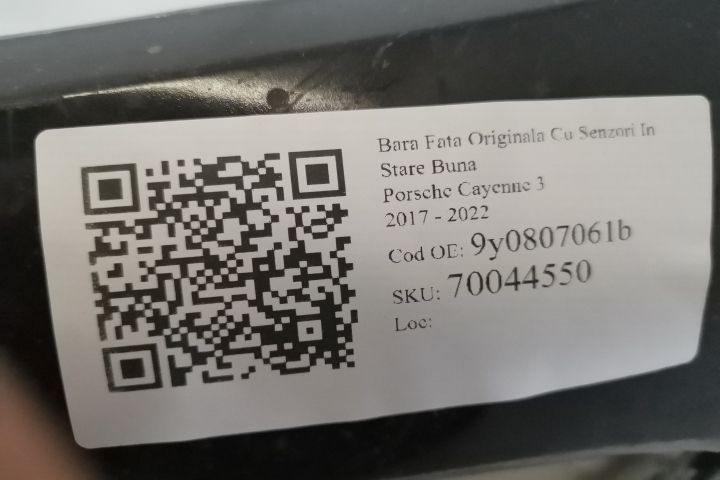 Bara Fata Originala Cu Senzori In
Stare Buna
Porsche Cayenne 3
2017 - 2022
Cod OE: 9y0807061b
SKU: 70044550
Loc: